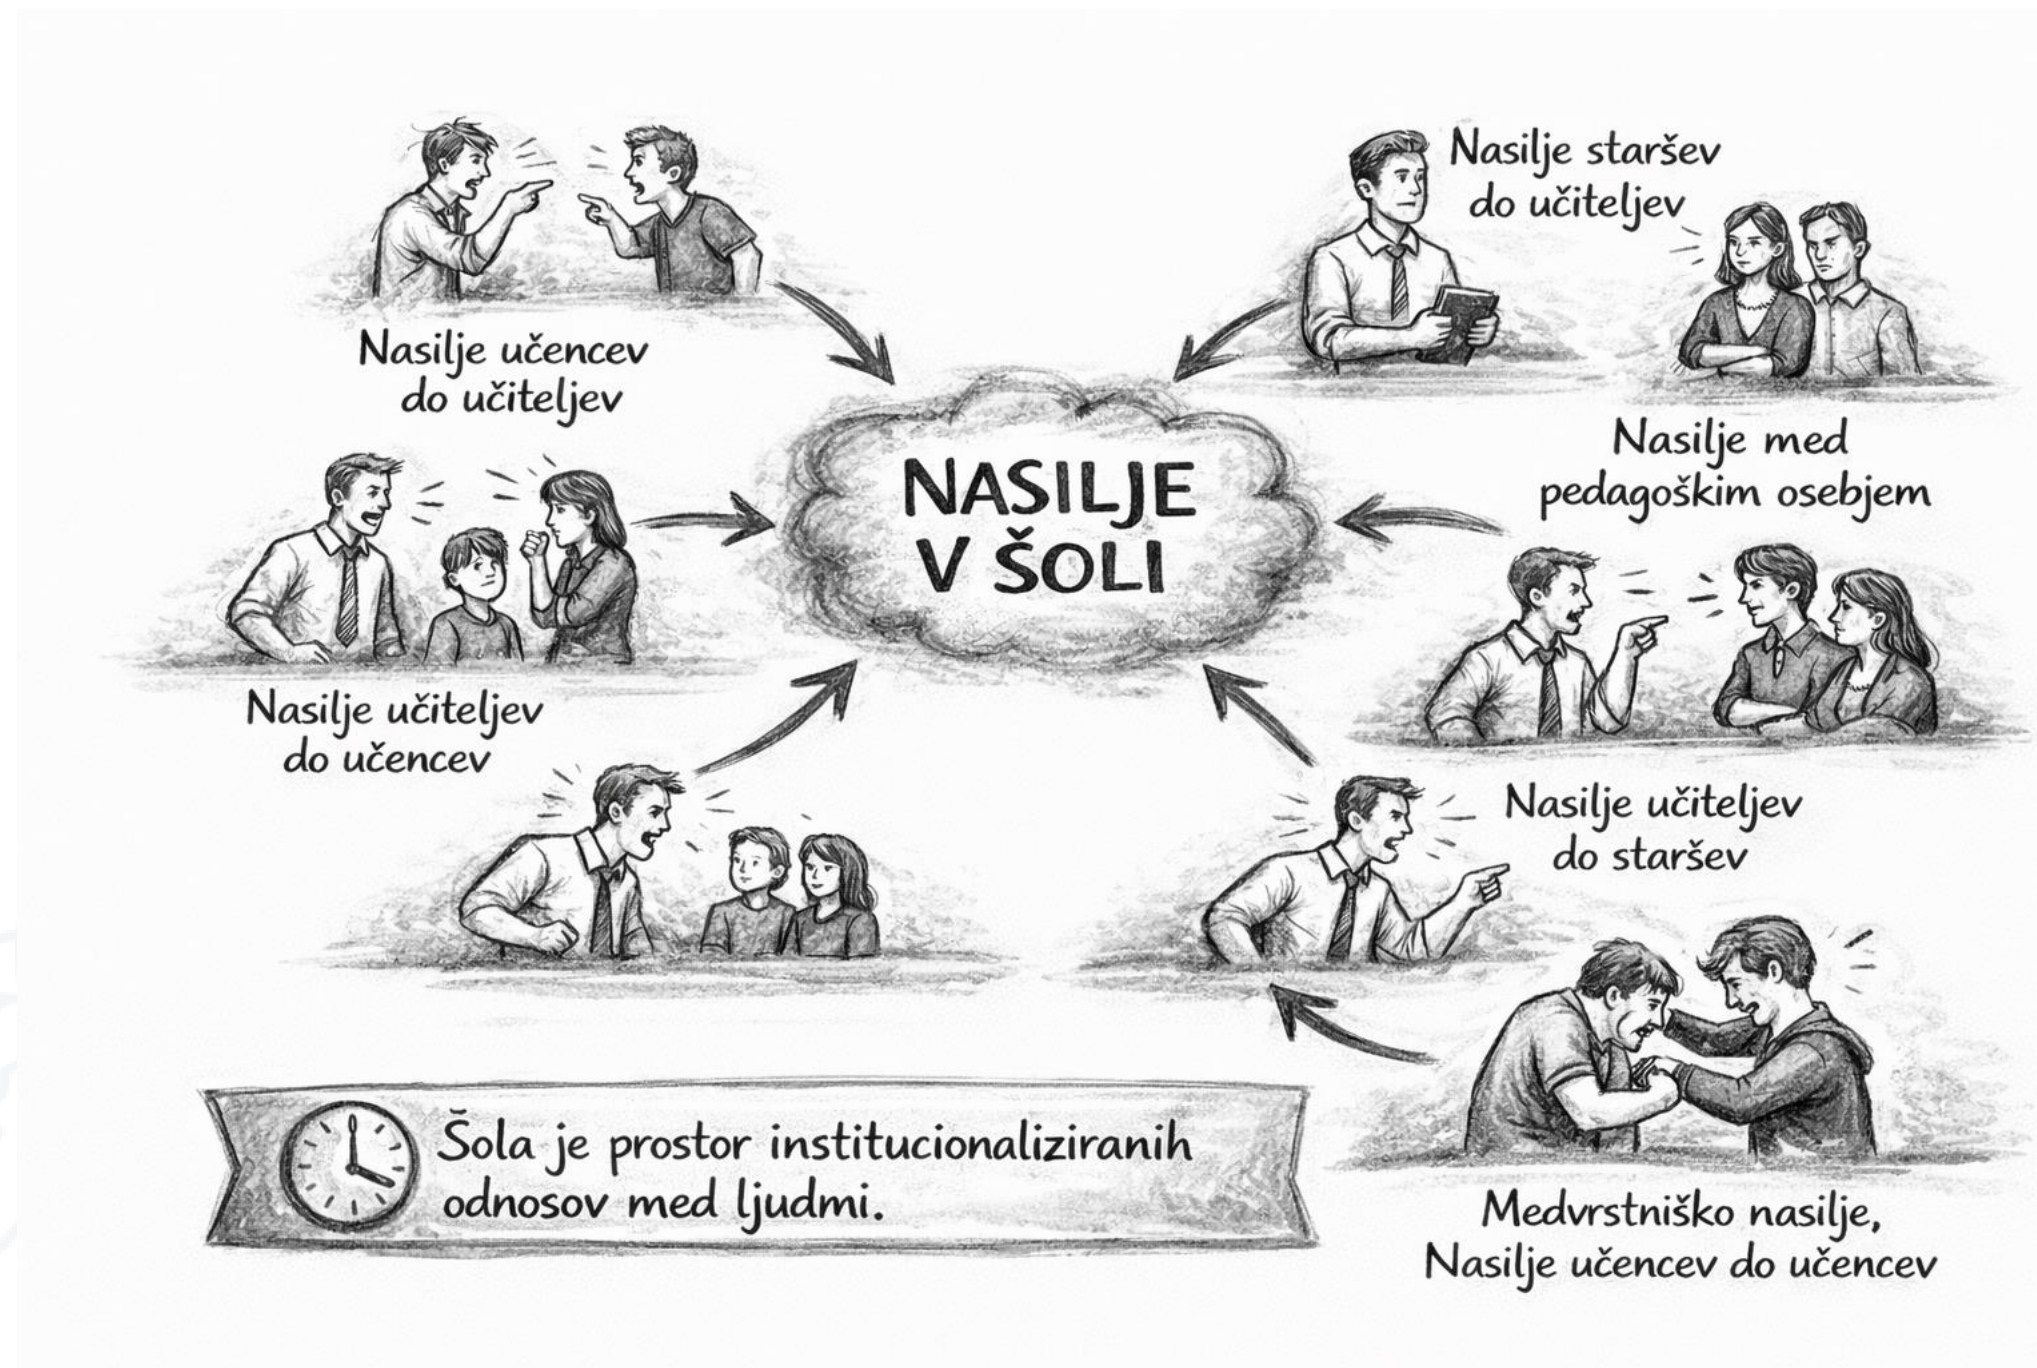 Nasilje učencev
do učiteljev
Nasilje učiteljev
do učencev
NASILJE
V ŠOLI
Nasilje staršev
do učiteljev
Nasilje med
pedagoškim osebjem
Nasilje učiteljev
do staršev
Medvrstniško nasilje,
Nasilje učencev do učencev
Šola je prostor institucionaliziranih
odnosov med ljudmi.